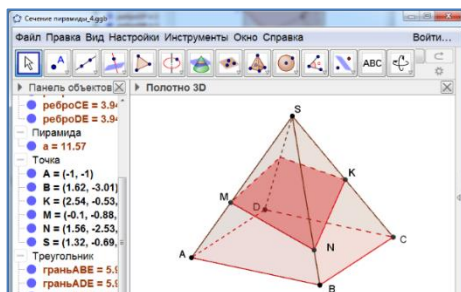 Сечение пирамиды_4.ggb
Файл Правка Вид Настройки Инструменты Окно Справка
Войти...
A
ABC
Панель объектов
Полотно 3D
реброCE = 3.94
реброDE = 3.94
Пирамида
a = 11.57
Точка
A = (-1, -1)
B = (1.62, -3.01)
K = (2.54, -0.53,
M = (-0.1, -0.88,
N = (1.56, -2.53,
S = (1.32, -0.69,
Треугольник
граньABE = 5.9
граньADE = 5.9
S
K
M
D
C
N
A
B